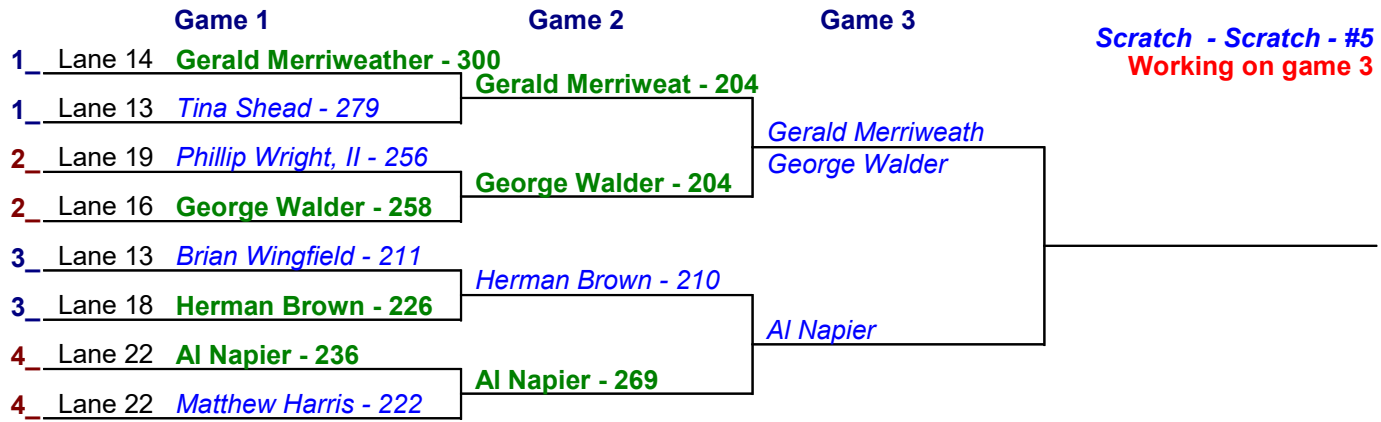 Game 1 Game 2 Game 3
Scratch - Scratch - #5
Working on game 3
1_ Lane 14 Gerald Merriweather - 300
Gerald Merriweat - 204
1_ Lane 13 Tina Shead - 279
Gerald Merriweath
2_ Lane 19 Phillip Wright, II - 256
George Walder
George Walder - 204
2_ Lane 16 George Walder - 258
3_ Lane 13 Brian Wingfield - 211
Herman Brown - 210
3_ Lane 18 Herman Brown - 226
Al Napier
4_ Lane 22 Al Napier - 236
Al Napier - 269
4_ Lane 22 Matthew Harris - 222